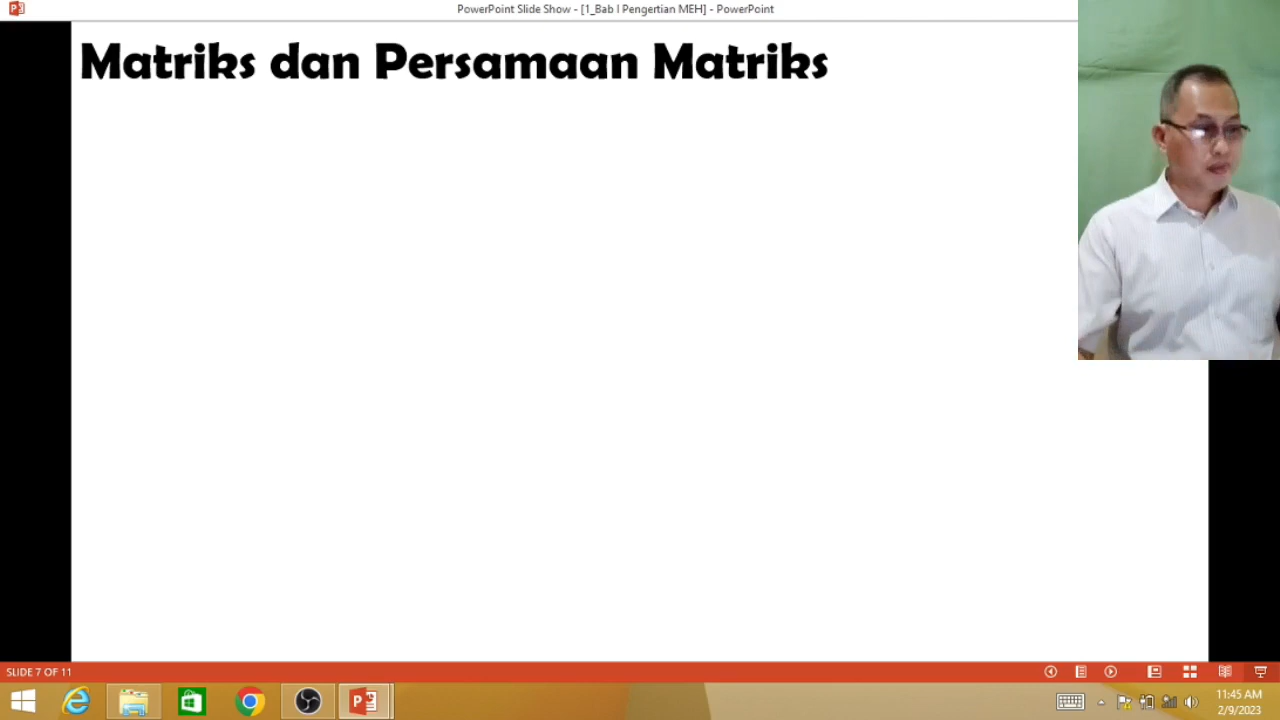 PowerPoint Slide Show - [1_Bab I Pengertian MEH] - PowerPoint
Matriks dan Persamaan Matriks
SLIDE 7 OF 11
11:45 AM
2/9/2023